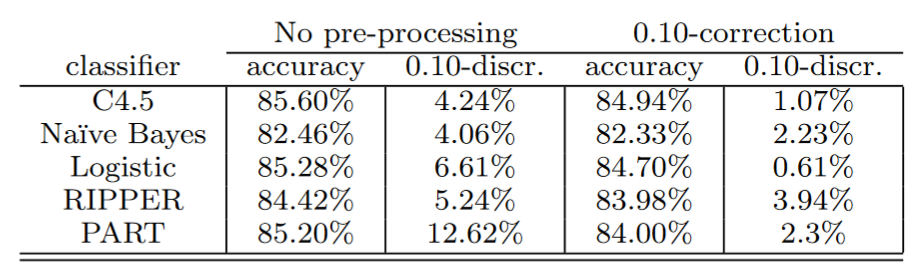 No pre-processing 0.10-correction
classifier accuracy 0.10-discr. accuracy 0.10-discr.
C4.5 85.60% 4.24% 84.94% 1.07%
Naïve Bayes 82.46% 4.06% 82.33% 2.23%
Logistic 85.28% 6.61% 84.70% 0.61%
RIPPER 84.42% 5.24% 83.98% 3.94%
PART 85.20% 12.62% 84.00% 2.3%